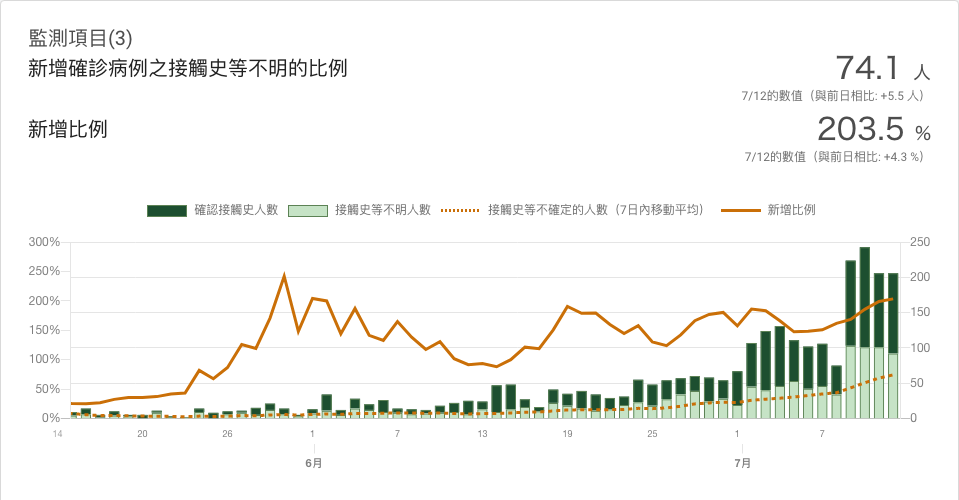 監測項目(3)
新增確診病例之接觸史等不明的比例
74.1 人
7/12的數值（與前日相比: +5.5 人）
新增比例
203.5 %
7/12的數值（與前日相比: +4.3 %）
確認接觸史人數 接觸史等不明人數 接觸史等不確定的人數（7日內移動平均） 新增比例
300% 250
250% 200
200% 150
150% 100
100% 50
50% 0
0%
14 20 26 1 7 13 19 25 1 7
6月 7月